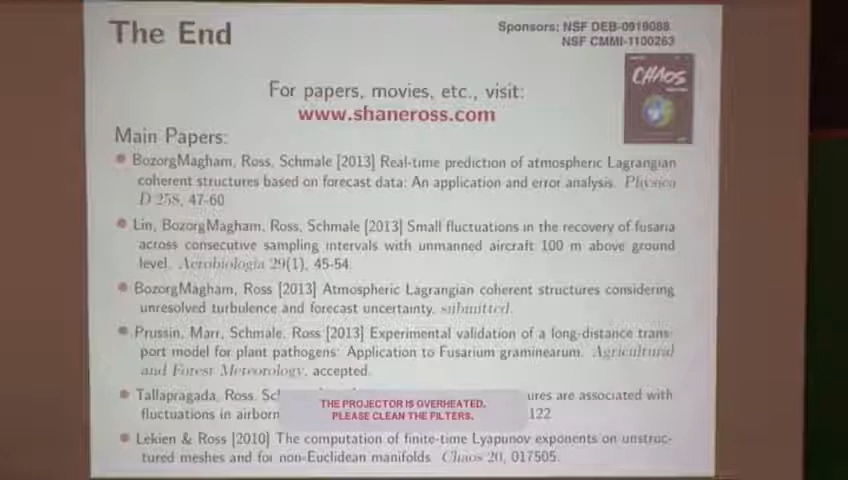 The End
Sponsors: NSF DEB-0919088
NSF CMMI-1100263
CHAOS
For papers, movies, etc., visit:
www.shaneross.com
Main Papers:
BozorgMagham, Ross, Schmale [2013] Real-time prediction of atmospheric Lagrangian
coherent structures based on forecast data: An application and error analysis. Physica
D 258, 47-60
Lin, BozorgMagham, Ross, Schmale [2013] Small fluctuations in the recovery of fusaria
across consecutive sampling intervals with unmanned aircraft 100 m above ground
level. Aerobiologia 29(1), 45-54.
BozorgMagham, Ross [2013] Atmospheric Lagrangian coherent structures considering
unresolved turbulence and forecast uncertainty, submitted.
Prussin, Marr, Schmale, Ross [2013] Experimental validation of a long-distance trans-
port model for plant pathogens: Application to Fusarium graminearum. Agricultural
and Forest Meteorology, accepted.
Tallapragada, Ross, Sc ures are associated with
fluctuations in airborn 122
THE PROJECTOR IS OVERHEATED.
PLEASE CLEAN THE FILTERS.
Lekien & Ross [2010] The computation of finite-time Lyapunov exponents on unstruc-
tured meshes and for non-Euclidean manifolds. Chaos 20, 017505.